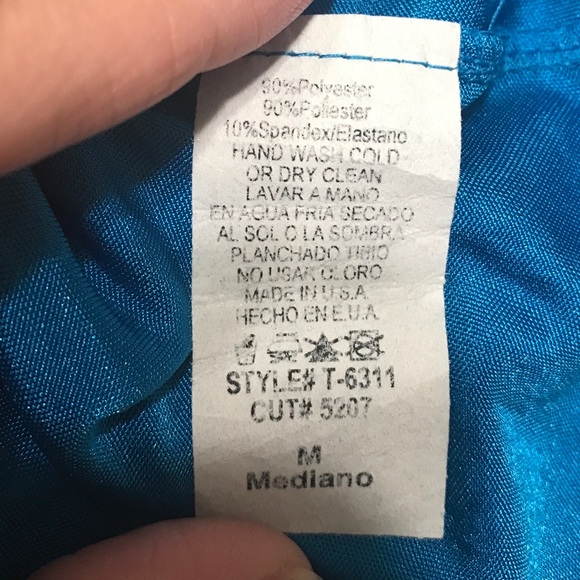 90%Polyester
90%Poliester
10%Spandex/Elastano
HAND WASH COLD
OR DRY CLEAN
LAVAR A MANO
EN AGUA FRIA SECADO
AL SOL O LA SOMBRA
PLANCHADO TIBIO
NO USAR CLORO
MADE IN U.S.A.
HECHO EN E.U.A.
STYLE# T-6311
CUT# 5207
M
Mediano